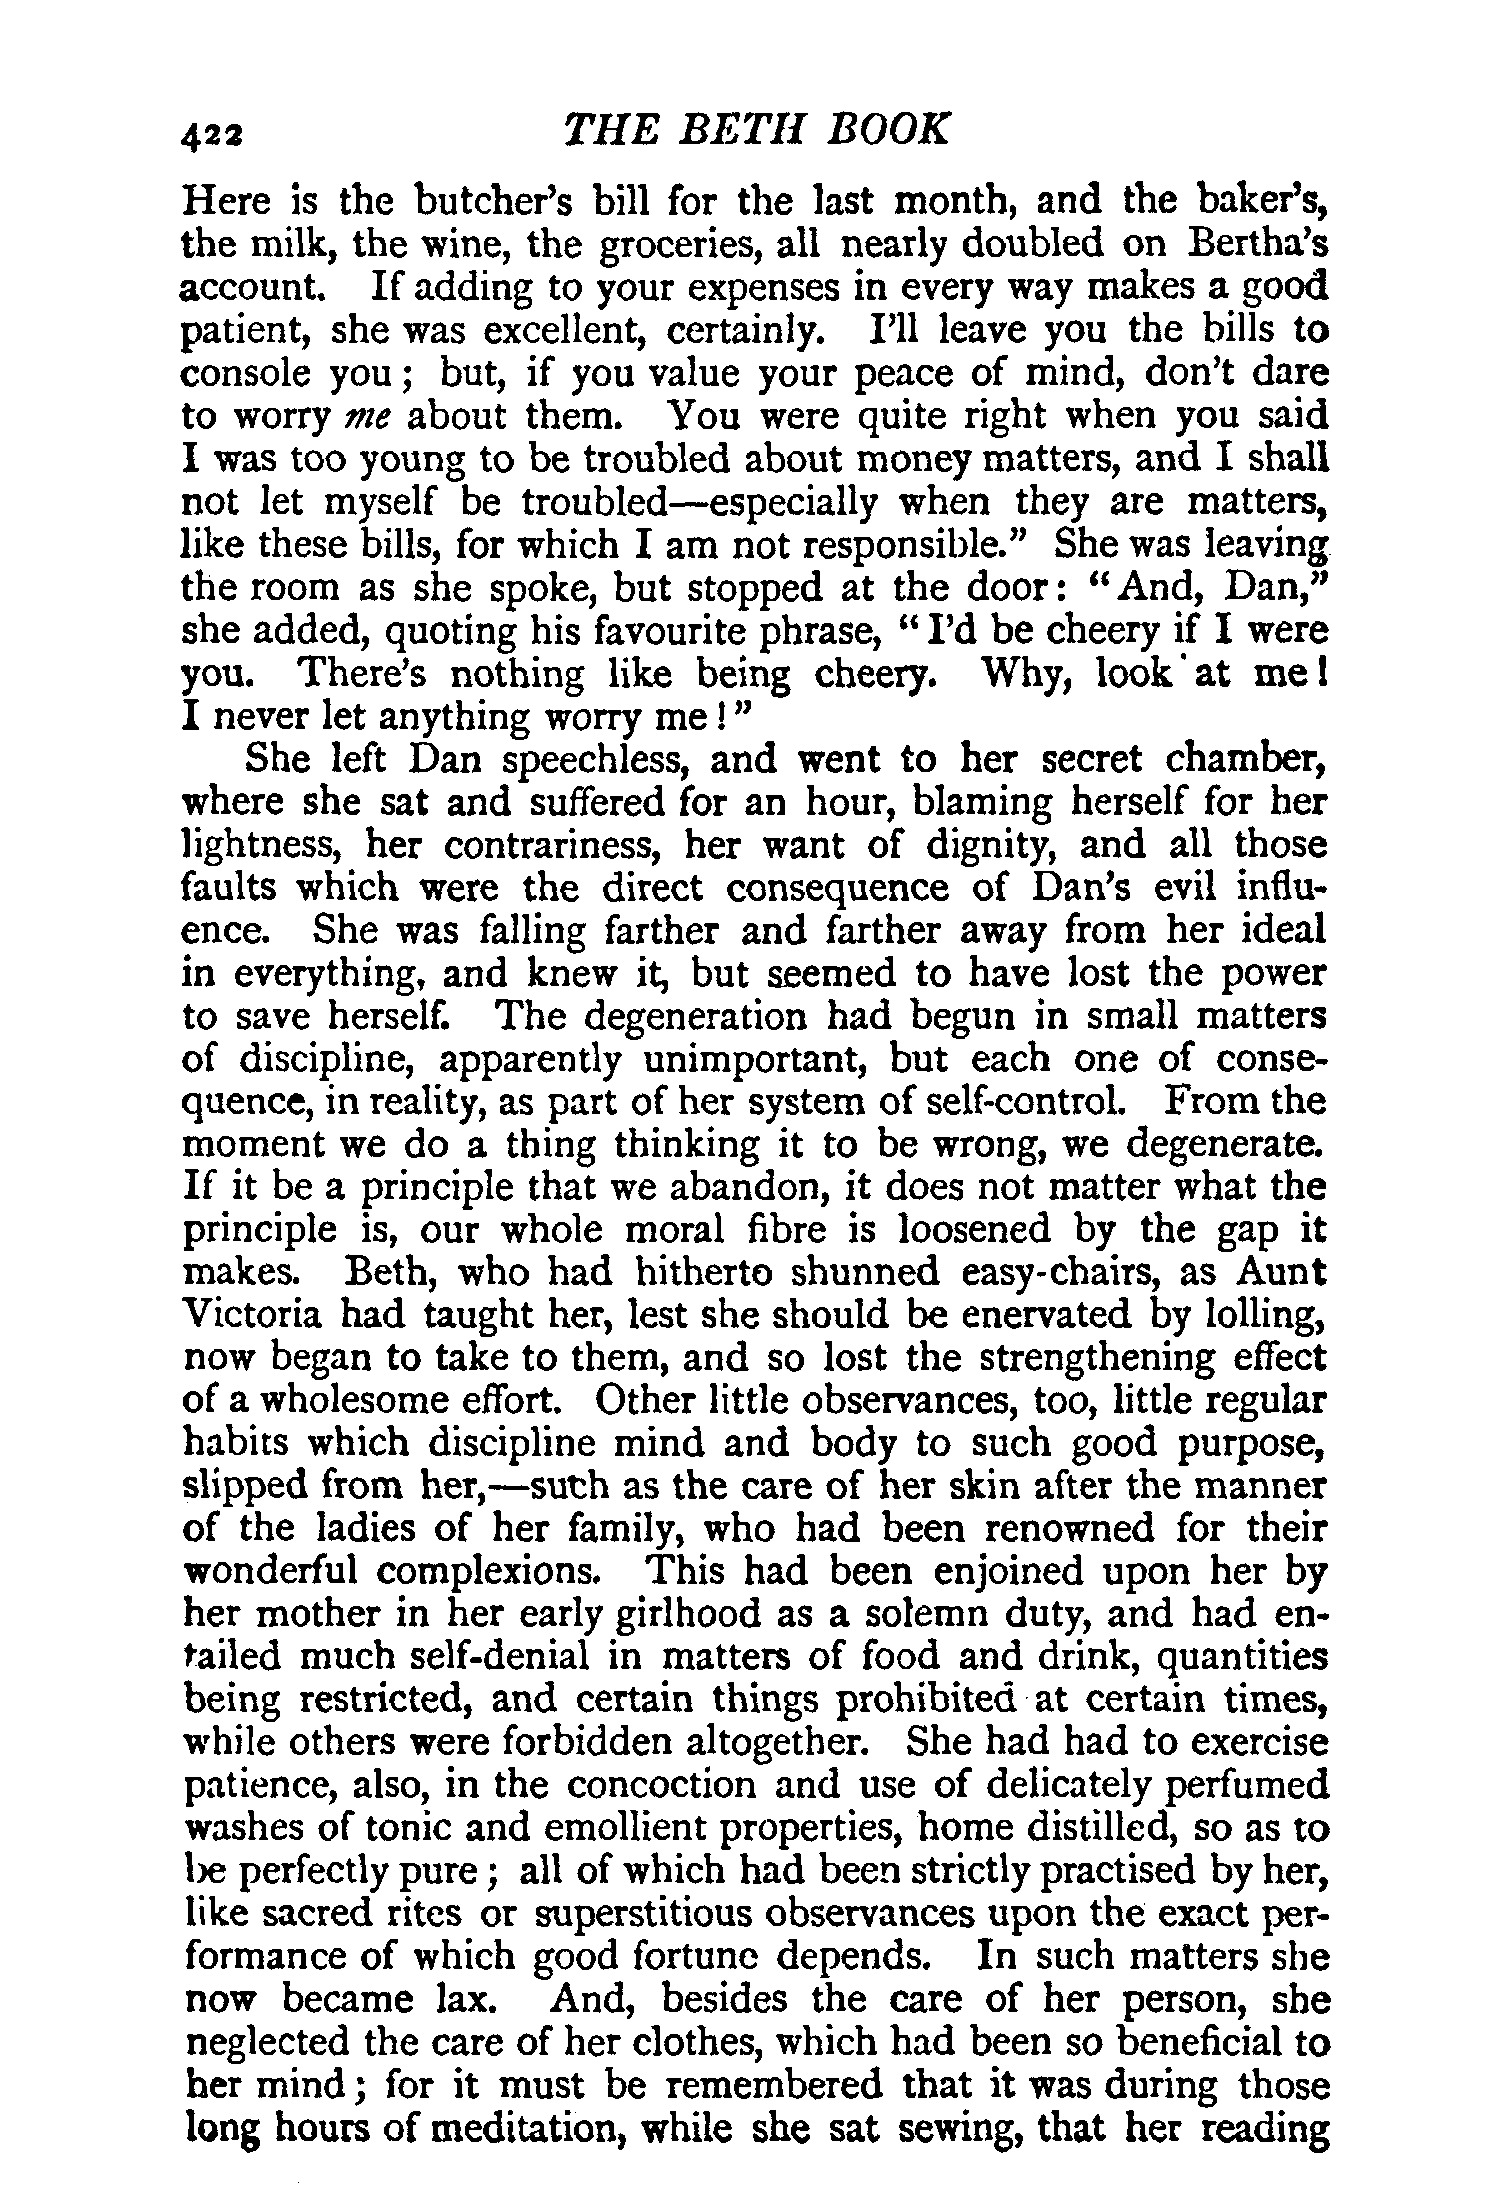 422 THE BETH BOOK
Here is the butcher's bill for the last month, and the baker's,
the milk, the wine, the groceries, all nearly doubled on Bertha's
account. If adding to your expenses in every way makes a good
patient, she was excellent, certainly. I'll leave you the bills to
console you; but, if you value your peace of mind, don't dare
to worry me about them. You were quite right when you said
I was too young to be troubled about money matters, and I shall
not let myself be troubled—especially when they are matters,
like these bills, for which I am not responsible." She was leaving
the room as she spoke, but stopped at the door: "And, Dan,"
she added, quoting his favourite phrase, "I'd be cheery if I were
you. There's nothing like being cheery. Why, look at me!
I never let anything worry me!"
She left Dan speechless, and went to her secret chamber,
where she sat and suffered for an hour, blaming herself for her
lightness, her contrariness, her want of dignity, and all those
faults which were the direct consequence of Dan's evil influ-
ence. She was falling farther and farther away from her ideal
in everything, and knew it, but seemed to have lost the power
to save herself. The degeneration had begun in small matters
of discipline, apparently unimportant, but each one of conse-
quence, in reality, as part of her system of self-control. From the
moment we do a thing thinking it to be wrong, we degenerate.
If it be a principle that we abandon, it does not matter what the
principle is, our whole moral fibre is loosened by the gap it
makes. Beth, who had hitherto shunned easy-chairs, as Aunt
Victoria had taught her, lest she should be enervated by lolling,
now began to take to them, and so lost the strengthening effect
of a wholesome effort. Other little observances, too, little regular
habits which discipline mind and body to such good purpose,
slipped from her,—such as the care of her skin after the manner
of the ladies of her family, who had been renowned for their
wonderful complexions. This had been enjoined upon her by
her mother in her early girlhood as a solemn duty, and had en-
tailed much self-denial in matters of food and drink, quantities
being restricted, and certain things prohibited at certain times,
while others were forbidden altogether. She had had to exercise
patience, also, in the concoction and use of delicately perfumed
washes of tonic and emollient properties, home distilled, so as to
be perfectly pure; all of which had been strictly practised by her,
like sacred rites or superstitious observances upon the exact per-
formance of which good fortune depends. In such matters she
now became lax. And, besides the care of her person, she
neglected the care of her clothes, which had been so beneficial to
her mind; for it must be remembered that it was during those
long hours of meditation, while she sat sewing, that her reading